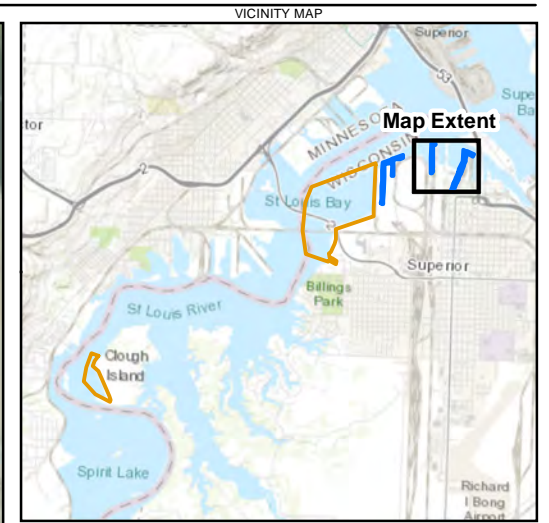 VICINITY MAP
Superior
53
Supe
Ba
tor
Map Extent
MINNESOTA
WISCONSIN
2
St Louis Bay
2
Superior
Billings
Park
St Louis River
Clough
Island
Spirit Lake
Richard
I Bong
Airport